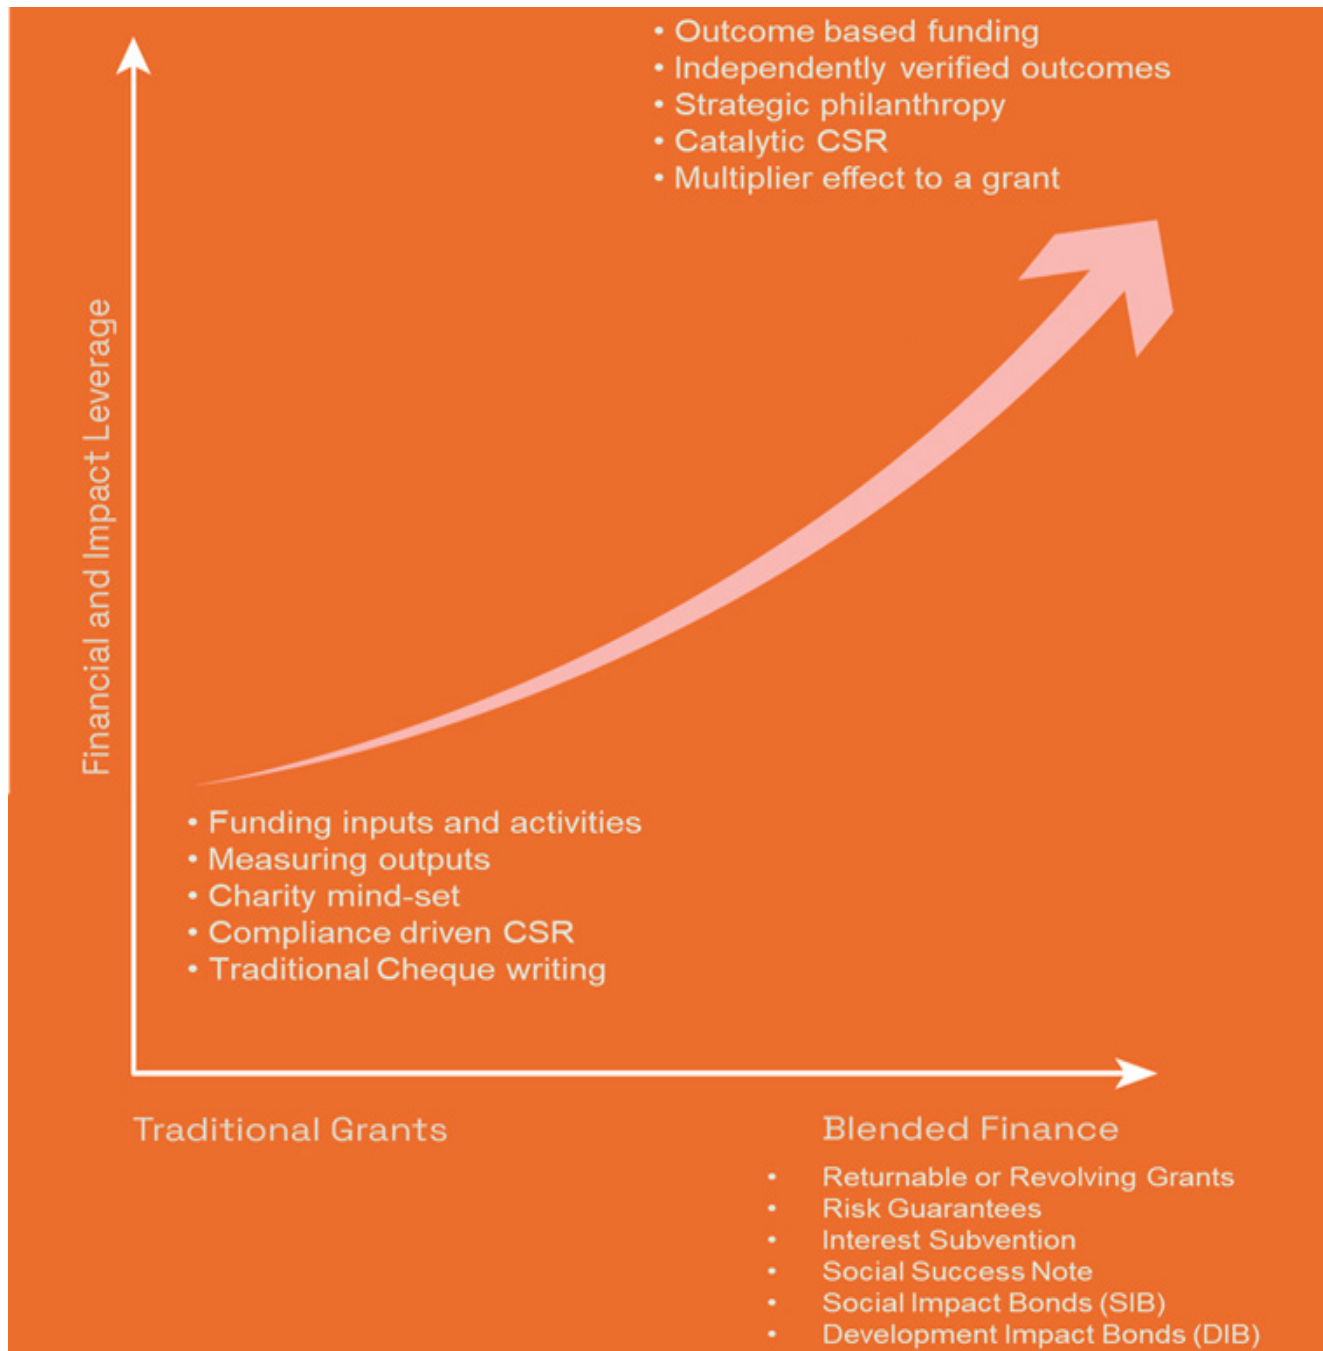 • Outcome based funding
• Independently verified outcomes
• Strategic philanthropy
• Catalytic CSR
• Multiplier effect to a grant
Financial and Impact Leverage
• Funding inputs and activities
• Measuring outputs
• Charity mind-set
• Compliance driven CSR
• Traditional Cheque writing
Traditional Grants
Blended Finance
• Returnable or Revolving Grants
• Risk Guarantees
• Interest Subvention
• Social Success Note
• Social Impact Bonds (SIB)
• Development Impact Bonds (DIB)